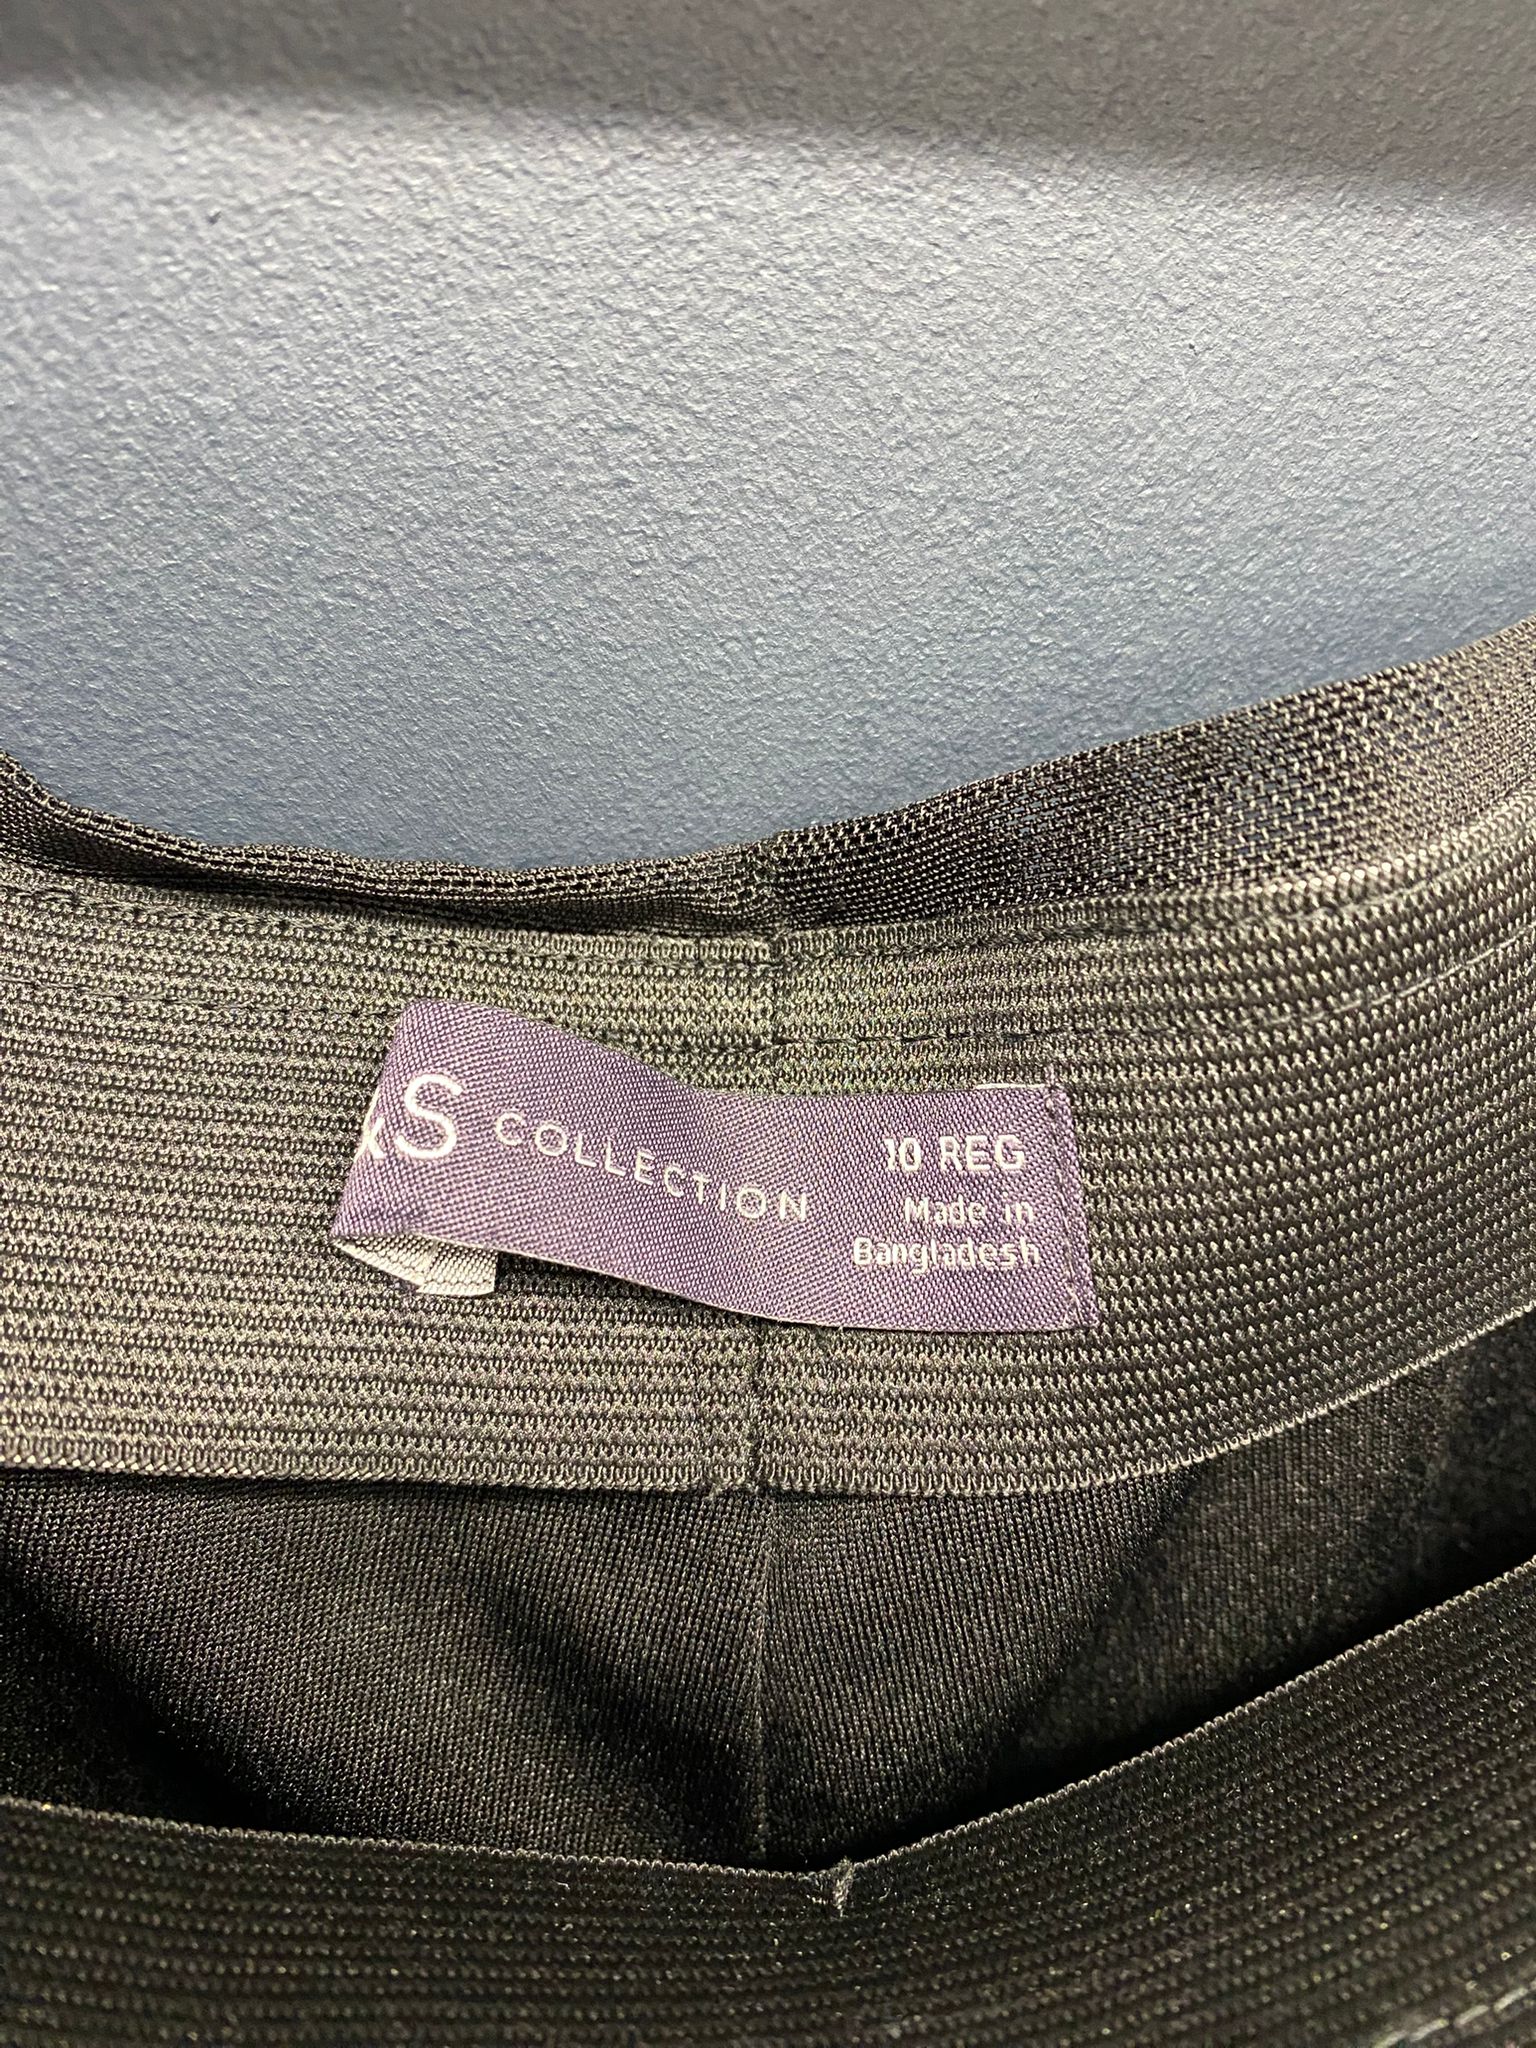 &S COLLECTION
10 REG
Made in
Bangladesh